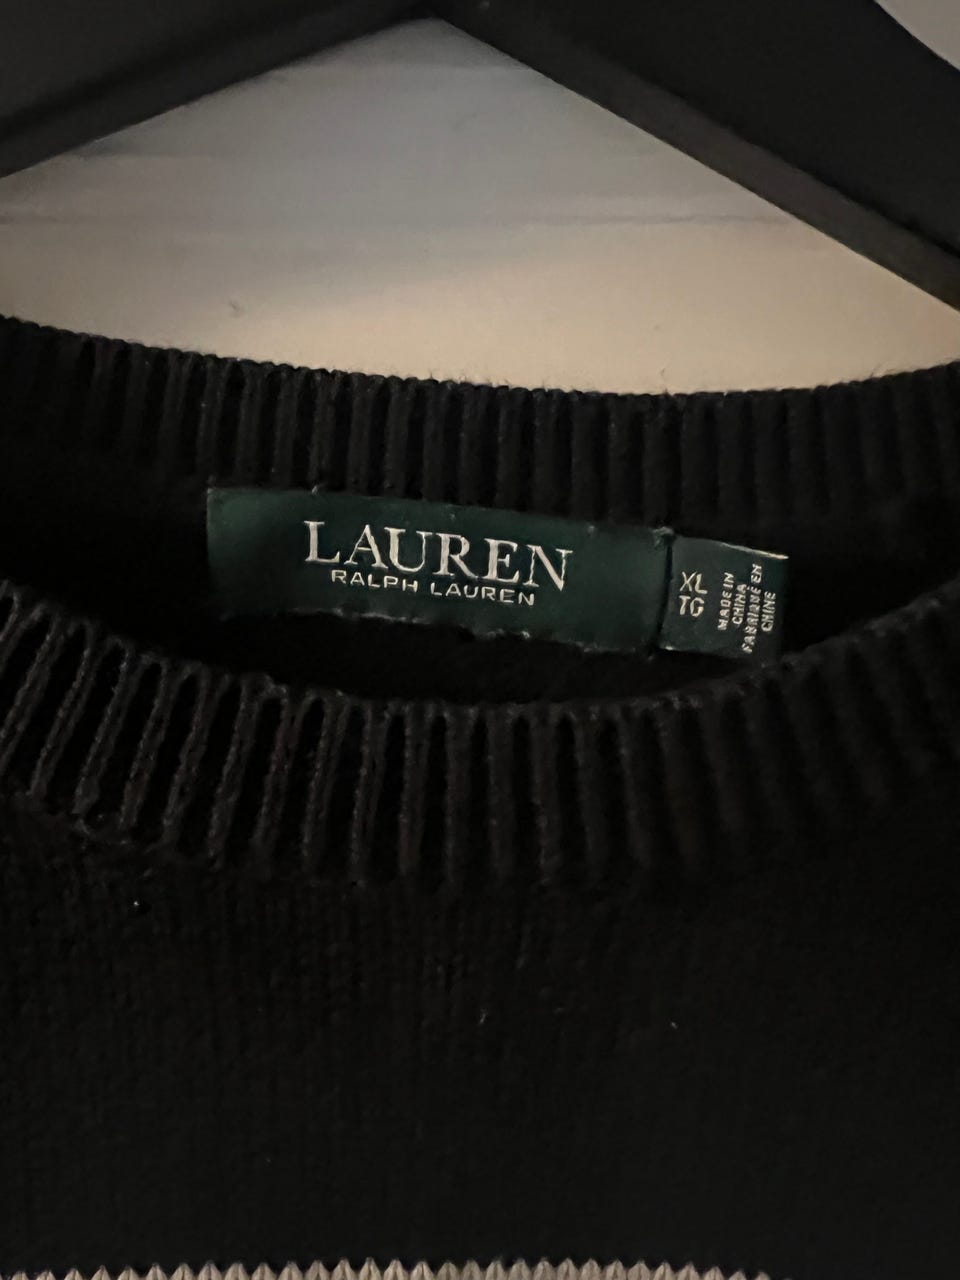 LAUREN
RALPH LAUREN
XL
TG
MADE IN
CHINA
FABRIQUÉ EN
CHINE